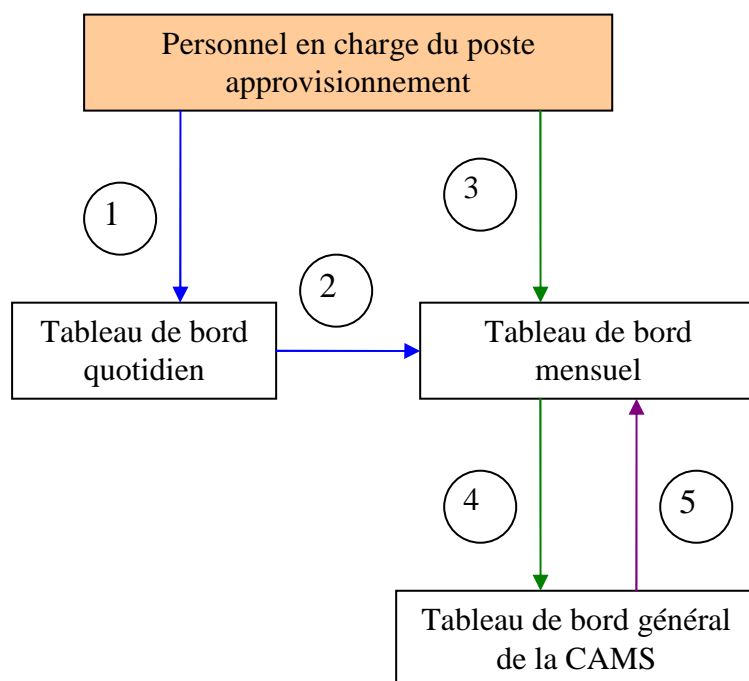 Personnel en charge du poste
approvisionnement
1
3
2
Tableau de bord
quotidien
Tableau de bord
mensuel
4
5
Tableau de bord général
de la CAMS